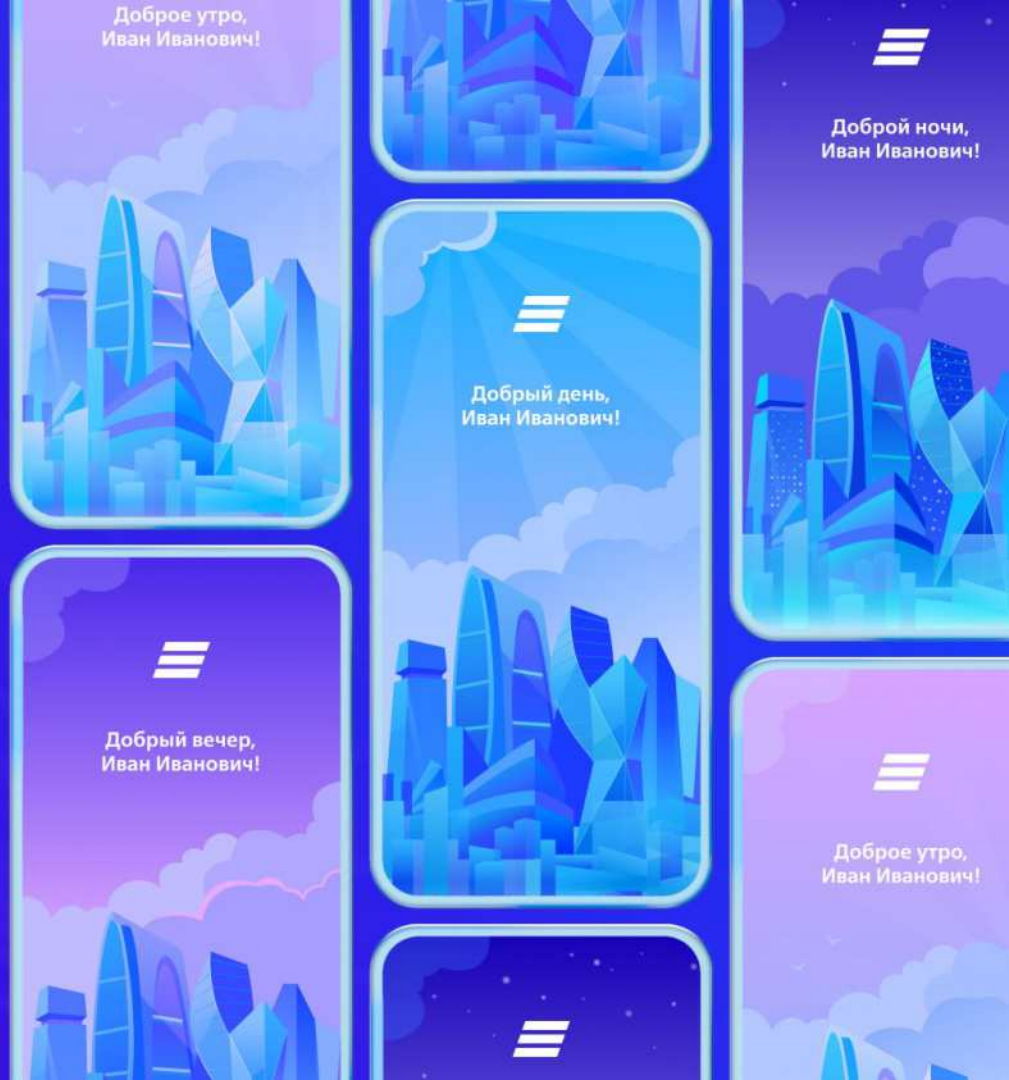 Доброе утро,
Иван Иванович!
Добрый вечер,
Иван Иванович!
Добрый день,
Иван Иванович!
Доброй ночи,
Иван Иванович!
Доброе утро,
Иван Иванович!